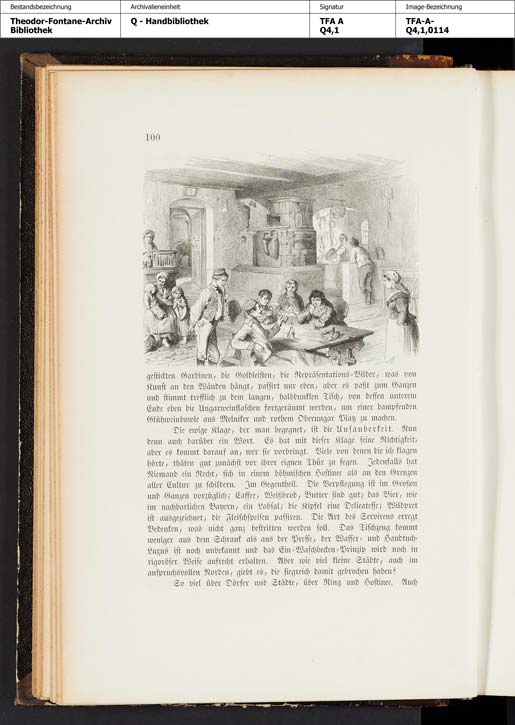 Bestandsbezeichnung
Archivalieneinheit
Signatur
Image-Bezeichnung
Theodor-Fontane-Archiv
Bibliothek
Q - Handbibliothek
TFA A
Q4,1
TFA-A-
Q4,1,0114
100
gestickten Gardinen, die Goldleisten, die Repräsentations-Bilder, was von
Kunst an den Wänden hängt, passirt nur eben, aber es paßt zum Ganzen
und stimmt trefflich zu dem langen, halbdunklen Tisch, von dessen unterem
Ende eben die Ungarweinflaschen fortgeräumt werden, um einer dampfenden
Glühweinbowle aus Melniker und rothem Oberungar Platz zu machen.
Die ewige Klage, der man begegnet, ist die Unsauberkeit. Nun
denn auch darüber ein Wort. Es hat mit dieser Klage seine Richtigkeit,
aber es kommt darauf an, wer sie vorbringt. Viele von denen die ich klagen
hörte, thäten gut zunächst vor ihrer eignen Thür zu fegen. Jedenfalls hat
Niemand ein Recht, sich in einem böhmischen Hostinec als an den Grenzen
aller Cultur zu schildern. Im Gegentheil. Die Verpflegung ist im Großen
und Ganzen vorzüglich; Caffee, Weißbrod, Butter sind gut; das Bier, wie
im nachbarlichen Bayern, ein Labsal; die Kipfel eine Delicatesse; Wildpret
ist ausgezeichnet, die Fleischspeisen passiren. Die Art des Servirens erregt
Bedenken, was nicht ganz bestritten werden soll. Das Tischzeug kommt
weniger aus dem Schrank als aus der Presse, der Wasser- und Handtuch-
Luxus ist noch unbekannt und das Ein-Waschbecken-Prinzip wird noch in
rigoröser Weise aufrecht erhalten. Aber wie viel kleine Städte, auch im
anspruchsvollen Norden, giebt es, die siegreich damit gebrochen haben?
So viel über Dörfer und Städte, über Ring und Hostinec. Auch